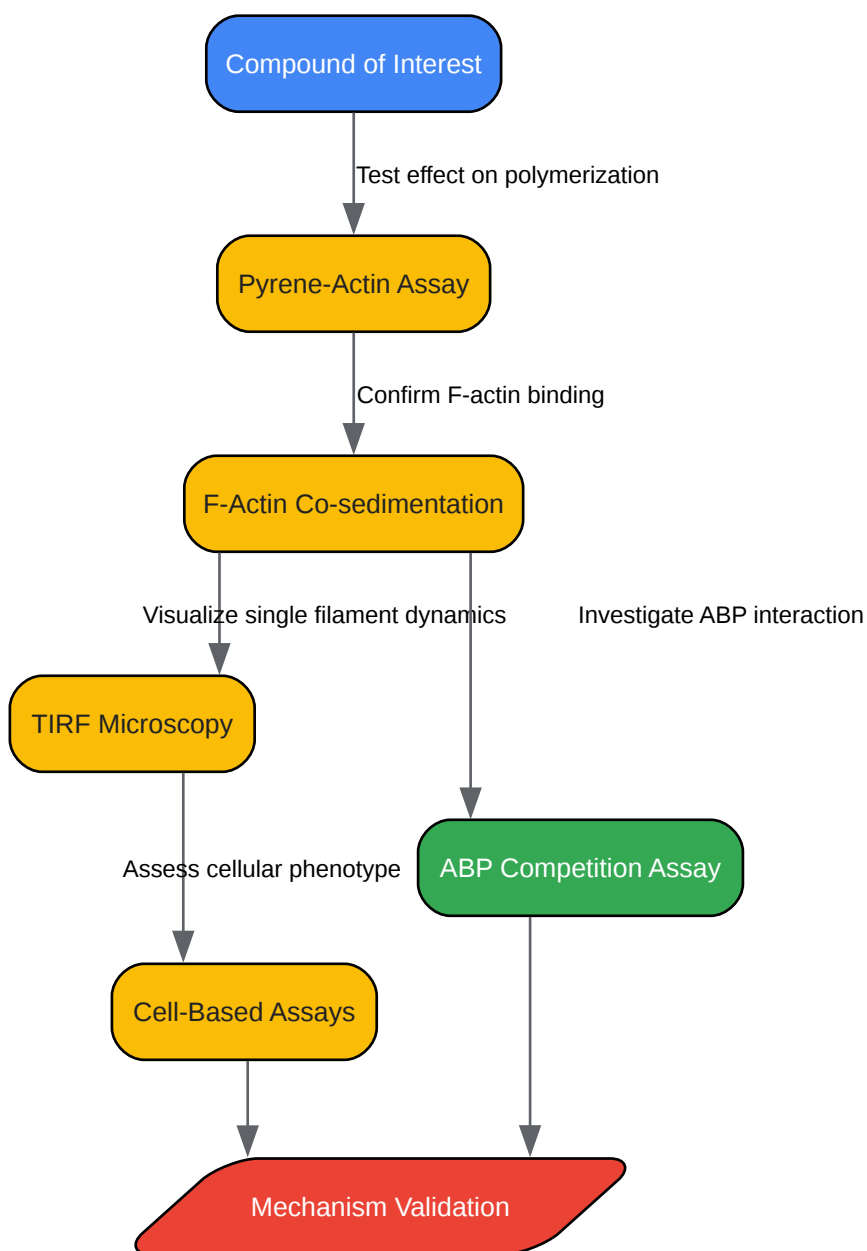 Compound of Interest
Test effect on polymerization
Pyrene-Actin Assay
Confirm F-actin binding
F-Actin Co-sedimentation
Visualize single filament dynamics
Investigate ABP interaction
TIRF Microscopy
Assess cellular phenotype
ABP Competition Assay
Cell-Based Assays
Mechanism Validation